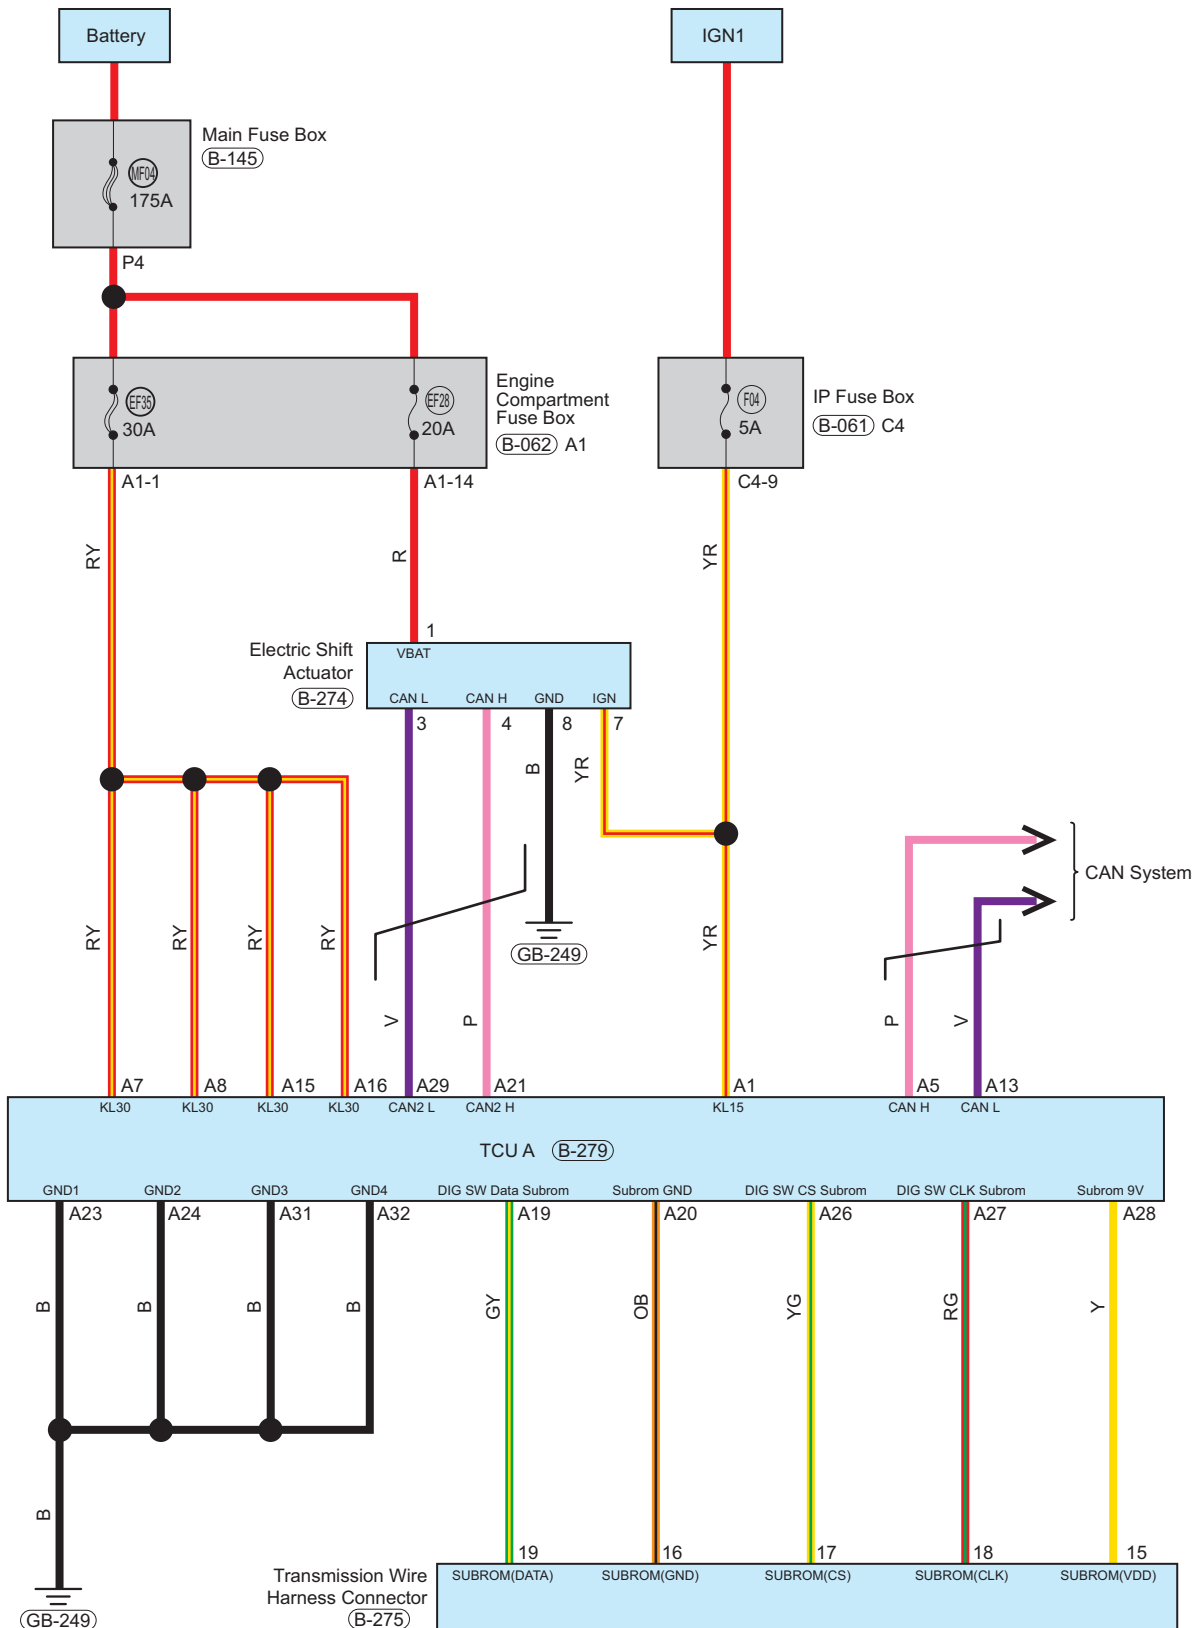 Battery
IGN1
Main Fuse Box
B-145
MF04
175A
P4
EF35
30A
EF28
20A
Engine
Compartment
Fuse Box
B-062 A1
F04
5A
IP Fuse Box
B-061 C4
A1-1
A1-14
C4-9
RY
R
YR
Electric Shift
Actuator
B-274
1
VBAT
CAN L
CAN H
GND
IGN
3
4
8
7
B
YR
GB-249
CAN System
RY
RY
RY
RY
V
P
YR
P
V
A7
A8
A15
A16
A29
A21
A1
A5
A13
KL30
KL30
KL30
KL30
CAN2 L
CAN2 H
KL15
CAN H
CAN L
TCU A B-279
GND1
GND2
GND3
GND4
DIG SW Data Subrom
Subrom GND
DIG SW CS Subrom
DIG SW CLK Subrom
Subrom 9V
A23
A24
A31
A32
A19
A20
A26
A27
A28
B
B
B
B
GY
OB
YG
RG
Y
B
GB-249
Transmission Wire
Harness Connector
B-275
19
16
17
18
15
SUBROM(DATA)
SUBROM(GND)
SUBROM(CS)
SUBROM(CLK)
SUBROM(VDD)